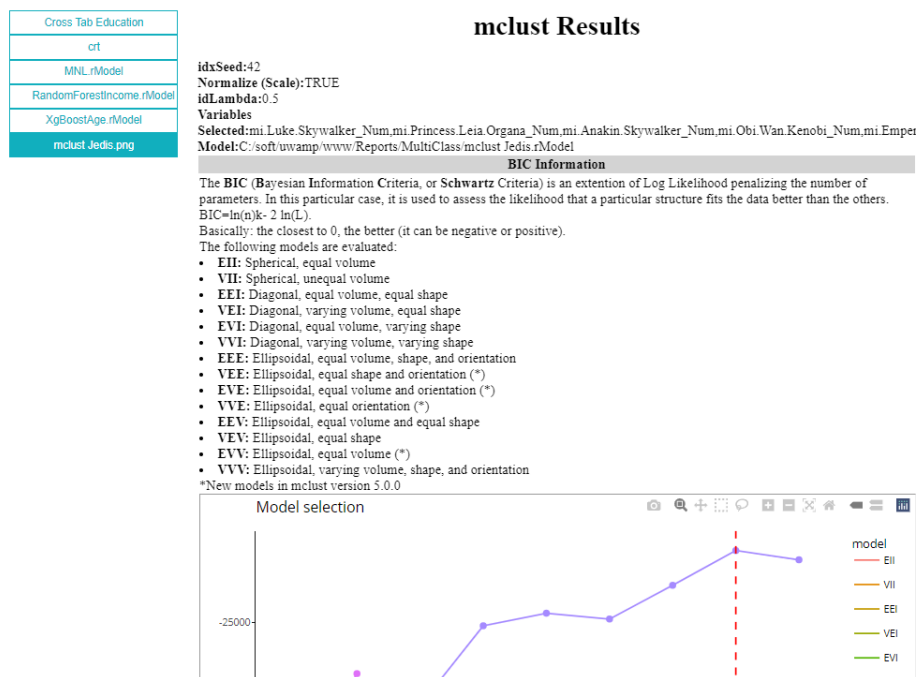 Cross Tab Education
crt
MNL.rModel
RandomForestIncome.rModel
XgBoostAge.rModel
mclust Jedis.png
mclust Results
idxSeed:42
Normalize (Scale):TRUE
idLambda:0.5
Variables
Selected:mi.Luke.Skywalker_Num,mi.Princess.Leia.Organa_Num,mi.Anakin.Skywalker_Num,mi.Obi.Wan.Kenobi_Num,mi.Emper
Model:C:/soft/uwamp/www/Reports/MultiClass/mclust Jedis.rModel
BIC Information
The BIC (Bayesian Information Criteria, or Schwartz Criteria) is an extention of Log Likelihood penalizing the number of
parameters. In this particular case, it is used to assess the likelihood that a particular structure fits the data better than the others.
BIC=ln(n)k- 2 ln(L).
Basically: the closest to 0, the better (it can be negative or positive).
The following models are evaluated:
• EII: Spherical, equal volume
• VII: Spherical, unequal volume
• EEI: Diagonal, equal volume, equal shape
• VEI: Diagonal, varying volume, equal shape
• EVI: Diagonal, equal volume, varying shape
• VVI: Diagonal, varying volume, varying shape
• EEE: Ellipsoidal, equal volume, shape, and orientation
• VEE: Ellipsoidal, equal shape and orientation (*)
• EVE: Ellipsoidal, equal volume and orientation (*)
• VVE: Ellipsoidal, equal orientation (*)
• EEV: Ellipsoidal, equal volume and equal shape
• VEV: Ellipsoidal, equal shape
• EVV: Ellipsoidal, equal volume (*)
• VVV: Ellipsoidal, varying volume, shape, and orientation
*New models in mclust version 5.0.0
Model selection
-25000
model
EII
VII
EEI
VEI
EVI